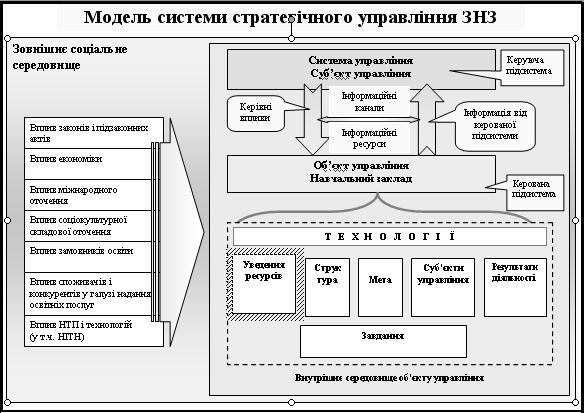 Модель системи стратегічного управління ЗНЗ
Зовнішнє соціальне
середовище
Вплив законів і підзаконних
актів
Вплив економіки
Вплив міжнародного
оточення
Вплив соціокультурної
складової оточення
Вплив замовників освіти
Вплив споживачів і
конкурентів у галузі надання
освітніх послуг
Вплив НТП і технологій
(у т.ч. НІТН)
Система управління
Суб’єкт управління
Керуюча
підсистема
Керівні
впливи
Інформаційні
канали
Інформаційні
ресурси
Інформація від
керованої
підсистеми
Об’єкт управління
Навчальний заклад
Керована
підсистема
Т Е Х Н О Л О Г І Ї
Уведення
ресурсів
Струк
тура
Мета
Суб’єкти
управління
Результати
діяльності
Завдання
Внутрішнє середовище об’єкту управління